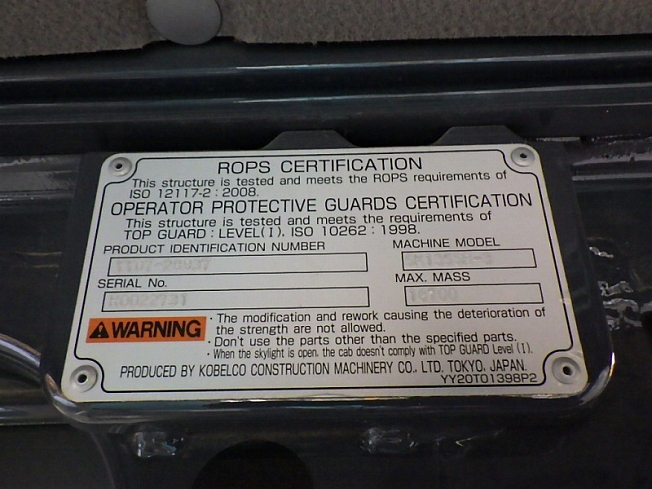 ROPS CERTIFICATION
This structure is tested and meets the ROPS requirements of
ISO 12117-2 : 2008.
OPERATOR PROTECTIVE GUARDS CERTIFICATION
This structure is tested and meets the requirements of
TOP GUARD : LEVEL(I), ISO 10262 : 1998.
PRODUCT IDENTIFICATION NUMBER
MACHINE MODEL
SERIAL No.
MAX. MASS
WARNING
· The modification and rework causing the deterioration of
the strength are not allowed.
· Don't use the parts other than the specified parts.
· When the skylight is open, the cab doesn't comply with TOP GUARD Level (I).
PRODUCED BY KOBELCO CONSTRUCTION MACHINERY CO., LTD. TOKYO, JAPAN.
YY20T01398P2